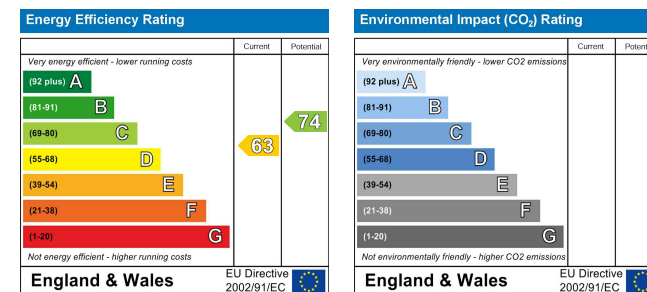 Energy Efficiency Rating
Current Potential
Very energy efficient - lower running costs
(92 plus) A
(81-91) B
(69-80) C
(55-68) D
(39-54) E
(21-38) F
(1-20) G
63
74
Not energy efficient - higher running costs
England & Wales
EU Directive
2002/91/EC
Environmental Impact (CO₂) Rating
Current Potent
Very environmentally friendly - lower CO2 emissions
(92 plus) A
(81-91) B
(69-80) C
(55-68) D
(39-54) E
(21-38) F
(1-20) G
Not environmentally friendly - higher CO2 emissions
England & Wales
EU Directive
2002/91/EC